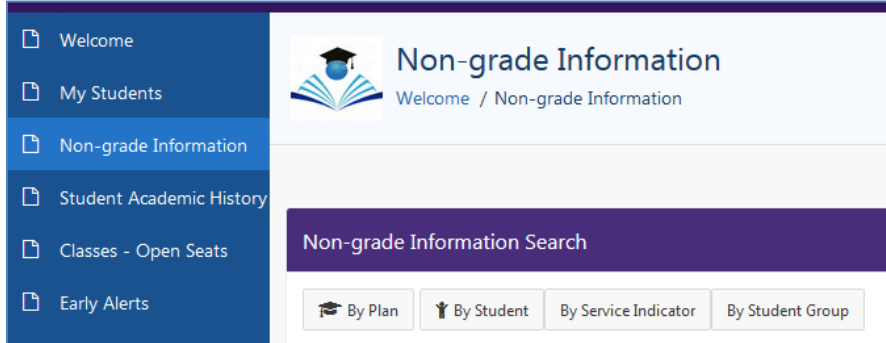 Welcome
My Students
Non-grade Information
Student Academic History
Classes - Open Seats
Early Alerts
Non-grade Information
Welcome / Non-grade Information
Non-grade Information Search
By Plan By Student By Service Indicator By Student Group